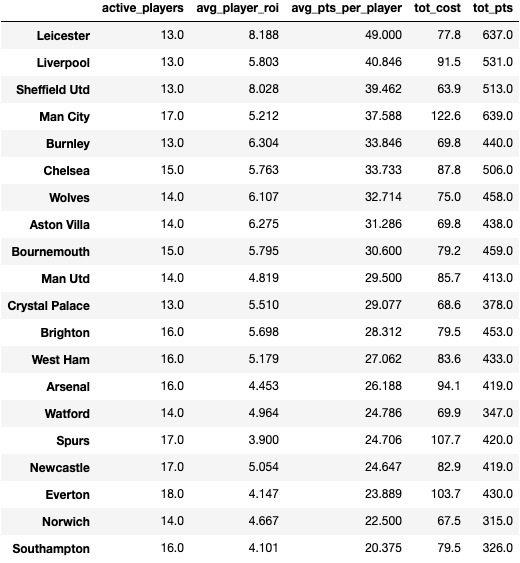 active_players avg_player_roi avg_pts_per_player tot_cost tot_pts
Leicester 13.0 8.188 49.000 77.8 637.0
Liverpool 13.0 5.803 40.846 91.5 531.0
Sheffield Utd 13.0 8.028 39.462 63.9 513.0
Man City 17.0 5.212 37.588 122.6 639.0
Burnley 13.0 6.304 33.846 69.8 440.0
Chelsea 15.0 5.763 33.733 87.8 506.0
Wolves 14.0 6.107 32.714 75.0 458.0
Aston Villa 14.0 6.275 31.286 69.8 438.0
Bournemouth 15.0 5.795 30.600 79.2 459.0
Man Utd 14.0 4.819 29.500 85.7 413.0
Crystal Palace 13.0 5.510 29.077 68.6 378.0
Brighton 16.0 5.698 28.312 79.5 453.0
West Ham 16.0 5.179 27.062 83.6 433.0
Arsenal 16.0 4.453 26.188 94.1 419.0
Watford 14.0 4.964 24.786 69.9 347.0
Spurs 17.0 3.900 24.706 107.7 420.0
Newcastle 17.0 5.054 24.647 82.9 419.0
Everton 18.0 4.147 23.889 103.7 430.0
Norwich 14.0 4.667 22.500 67.5 315.0
Southampton 16.0 4.101 20.375 79.5 326.0